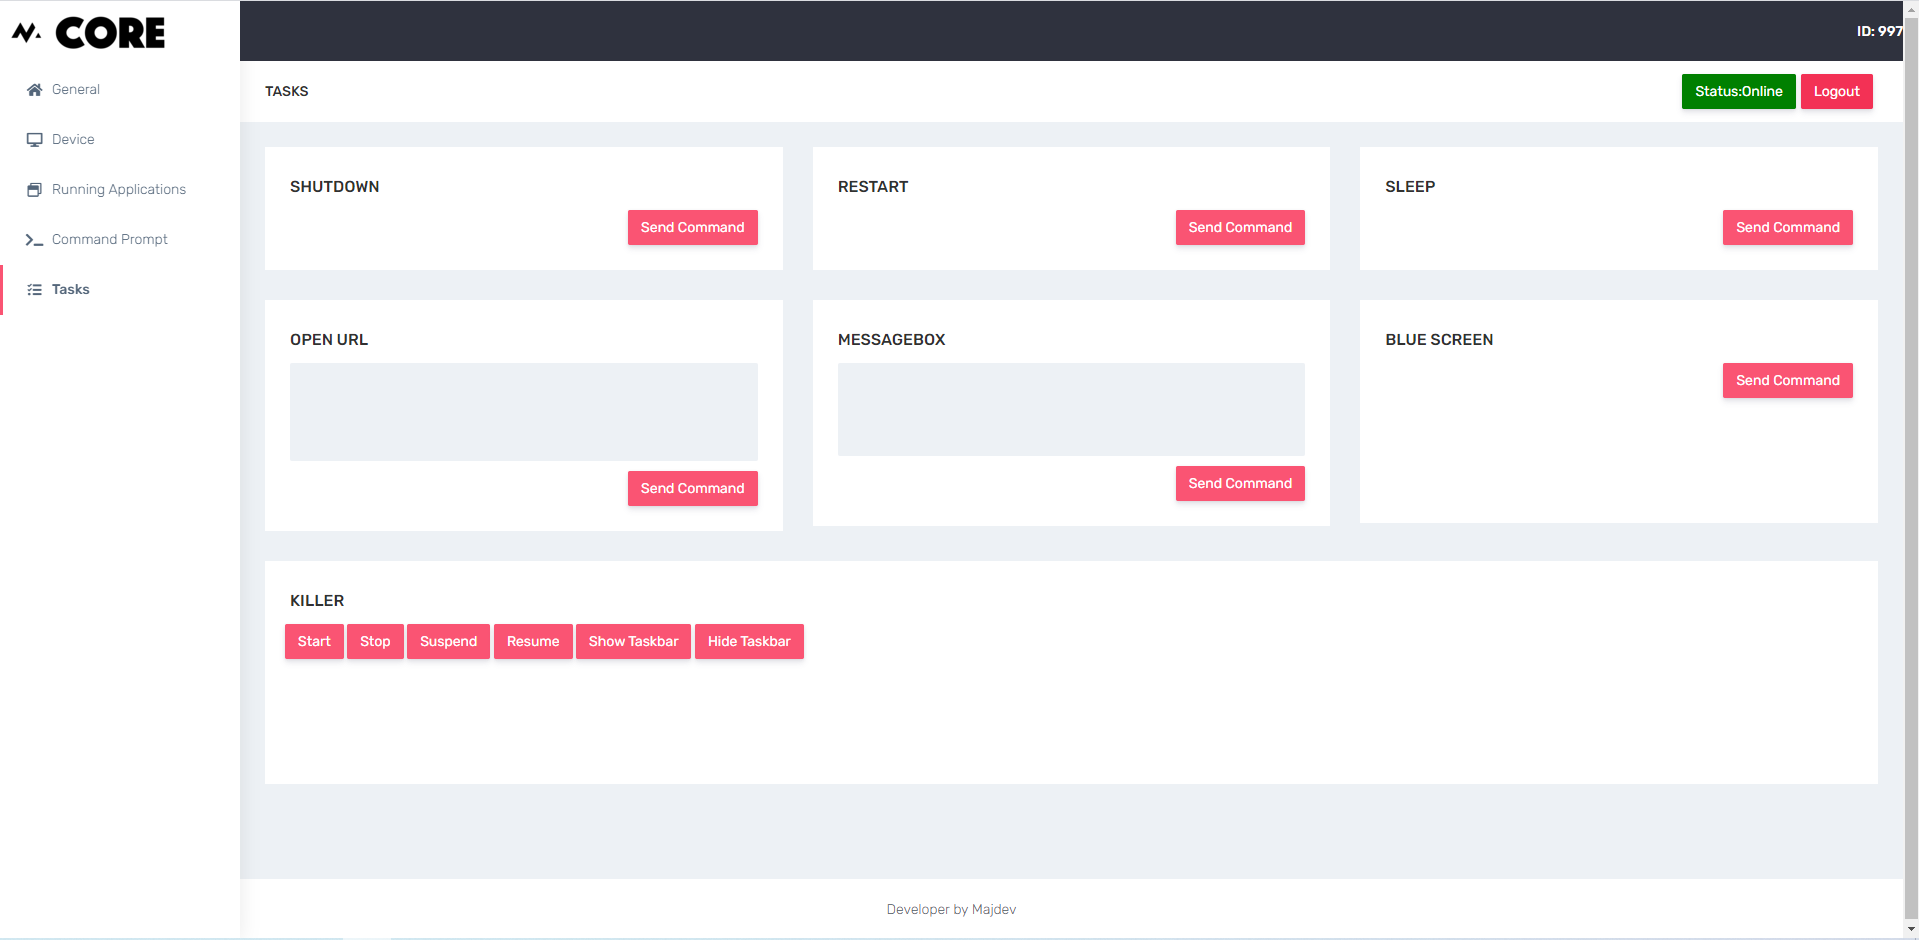 CORE
ID: 997
General
Device
Running Applications
Command Prompt
Tasks
TASKS
Status:Online
Logout
SHUTDOWN
Send Command
RESTART
Send Command
SLEEP
Send Command
OPEN URL
Send Command
MESSAGEBOX
Send Command
BLUE SCREEN
Send Command
KILLER
Start
Stop
Suspend
Resume
Show Taskbar
Hide Taskbar
Developer by Majdev